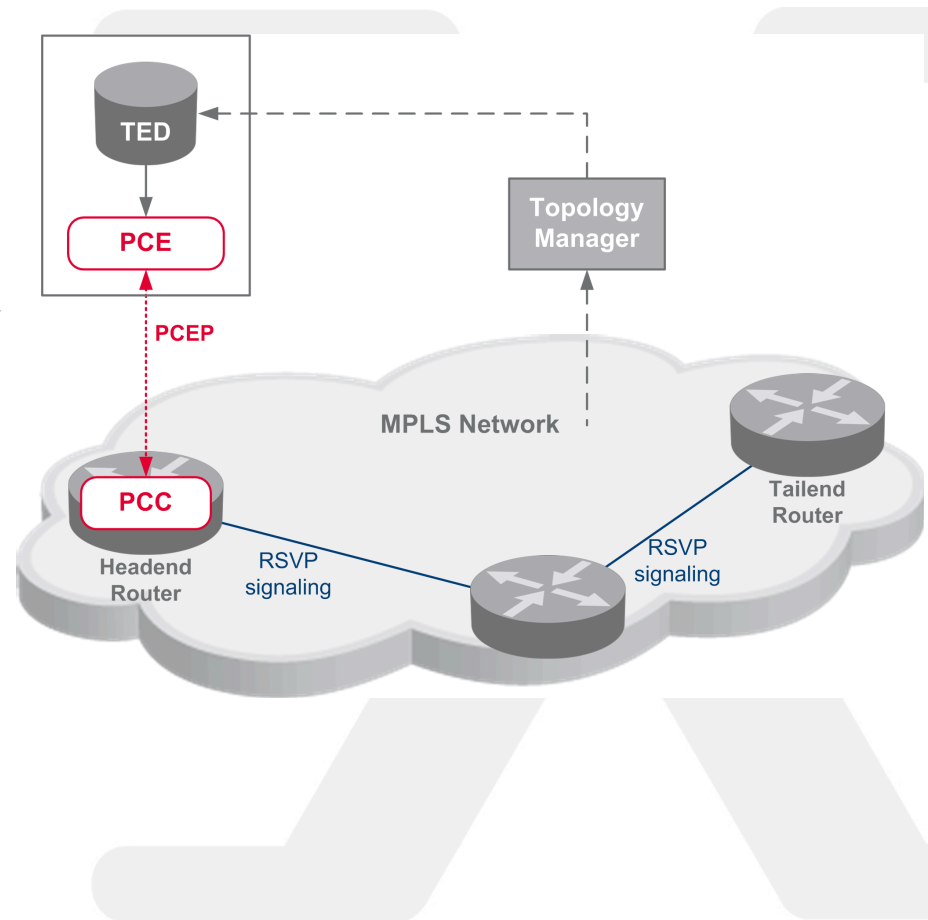 TED
PCE
Topology
Manager
PCEP
MPLS Network
PCC
Headend
Router
RSVP
signaling
RSVP
signaling
Tailend
Router